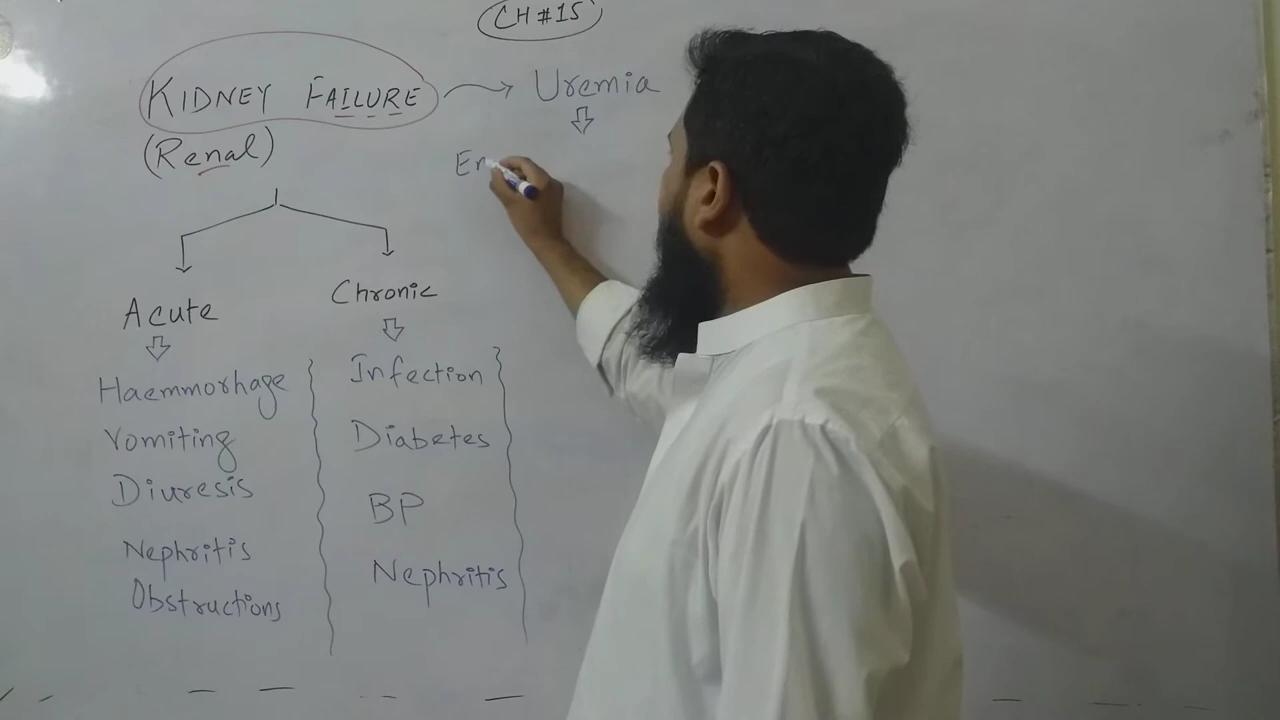 CH # 15
KIDNEY FAILURE
Uremia
(Renal)
Acute
Haemmorhage
Vomiting
Diuresis
Nephritis
Obstructions
Chronic
Infection
Diabetes
BP
Nephritis